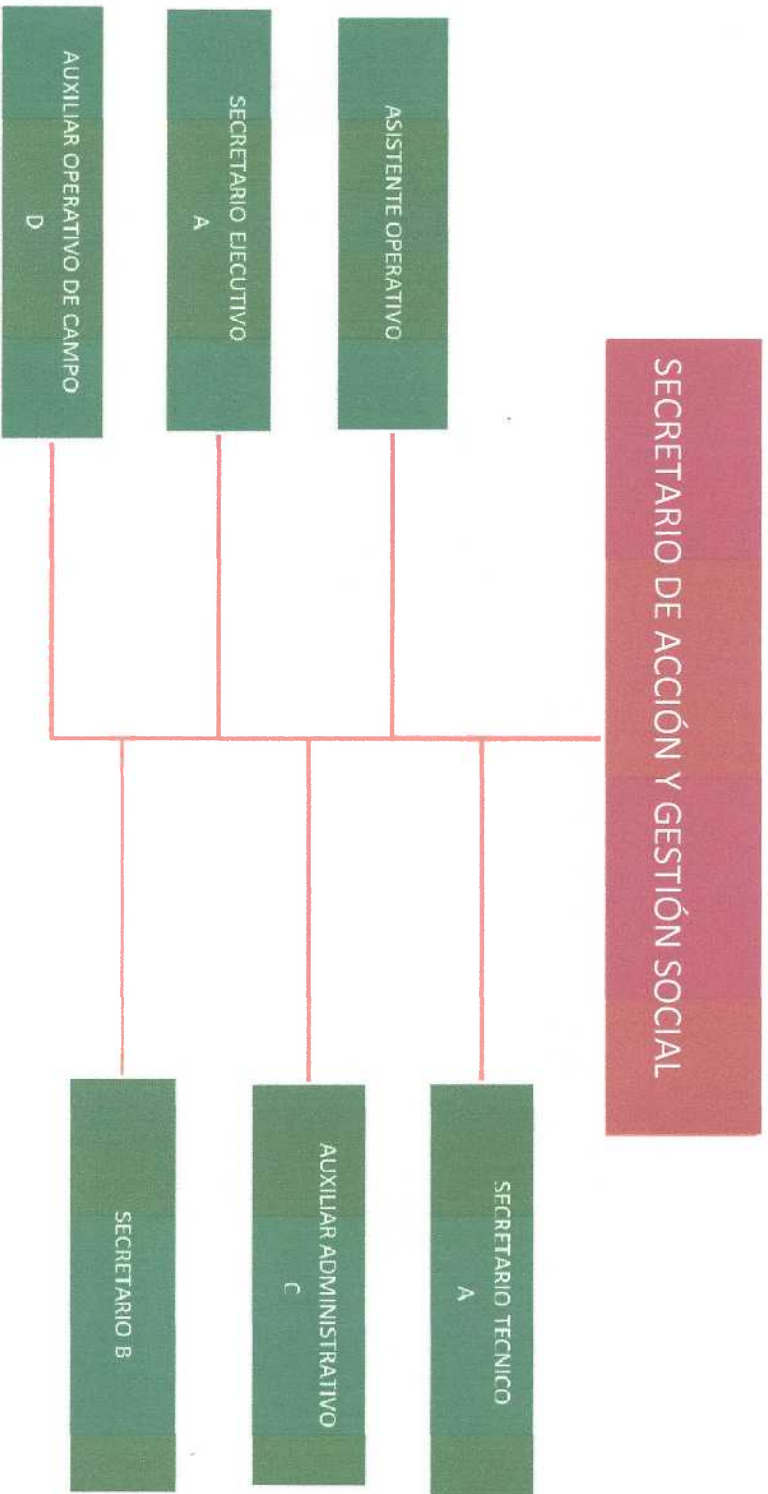 SECRETARIO DE ACCIÓN Y GESTIÓN SOCIAL
SECRETARIO TECNICO
A
ASISTENTE OPERATIVO
AUXILIAR ADMINISTRATIVO
C
SECRETARIO EJECUTIVO
A
SECRETARIO B
AUXILIAR OPERATIVO DE CAMPO
D